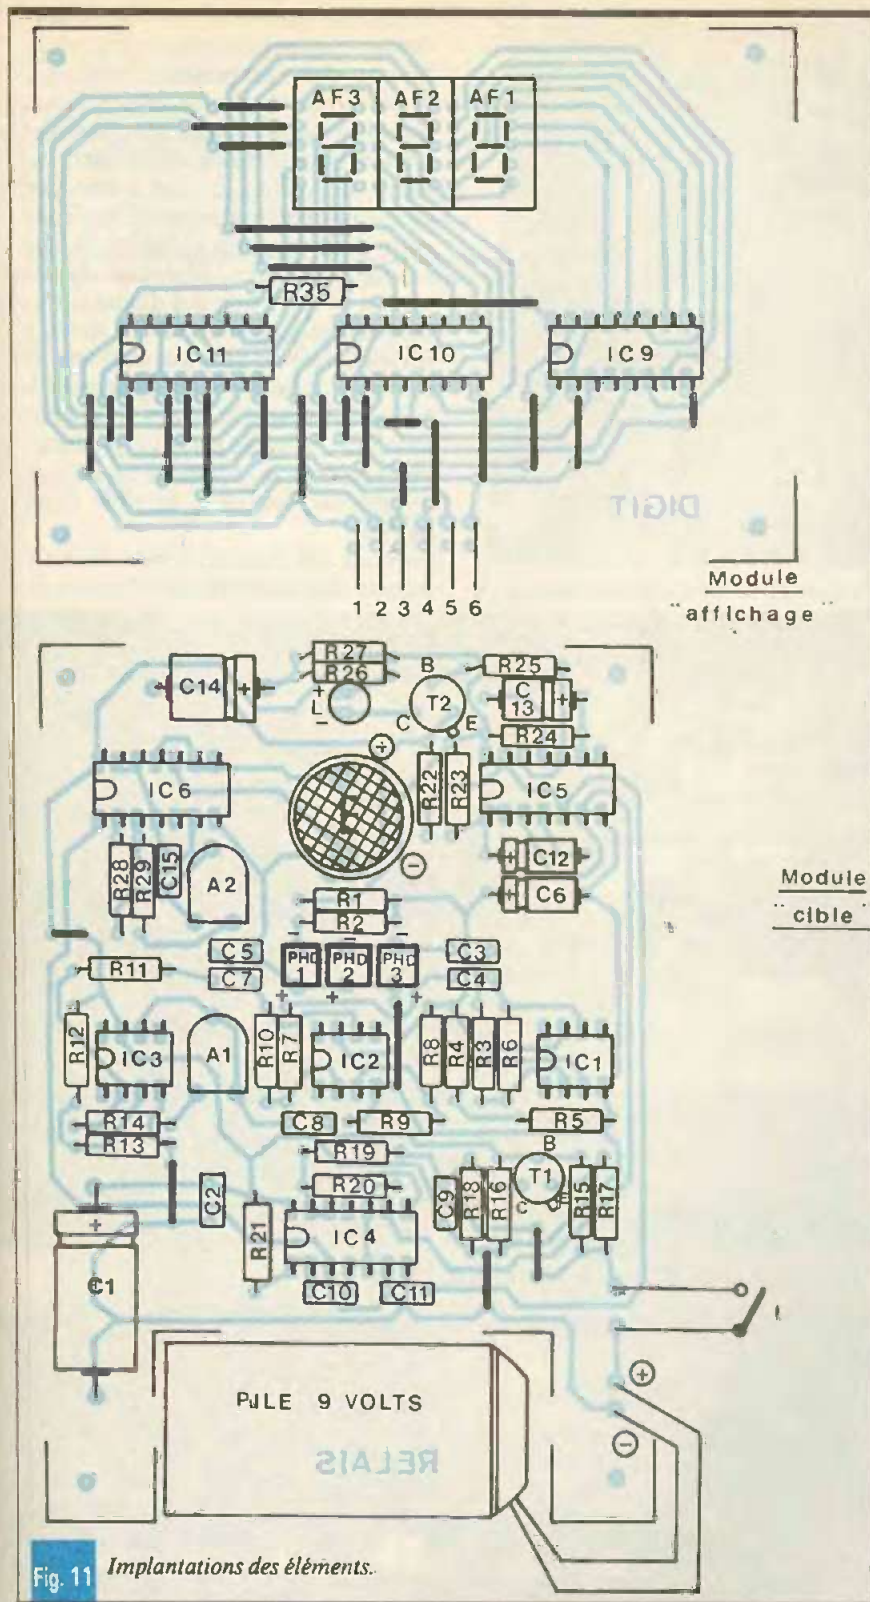 AF3 AF2 AF1
R35
IC11 IC10 IC9
DIGIT
1 2 3 4 5 6
Module
"affichage"
R27
R26
B
R25
C14
+
+
L
-
T2
C
E
C
13
+
R24
+
IC6
R22
R23
IC5
R28
R29
C15
A2
-
+ C12
+ C6
Module
"cible"
R1
R2
C5
C7
- - -
PHD
1
PHD
2
PHD
3
+ + +
C3
C4
R11
R12
IC3
A1
R10
R7
IC2
R8
R4
R3
R6
IC1
R14
R13
C8
R9
R5
R19
R20
B
T1
C
E
C2
R21
IC4
C9
R18
R16
R15
R17
+
C1
C10
C11
I
PILE 9 VOLTS
+
-
RELAIS
Fig. 11 Implantations des éléments.